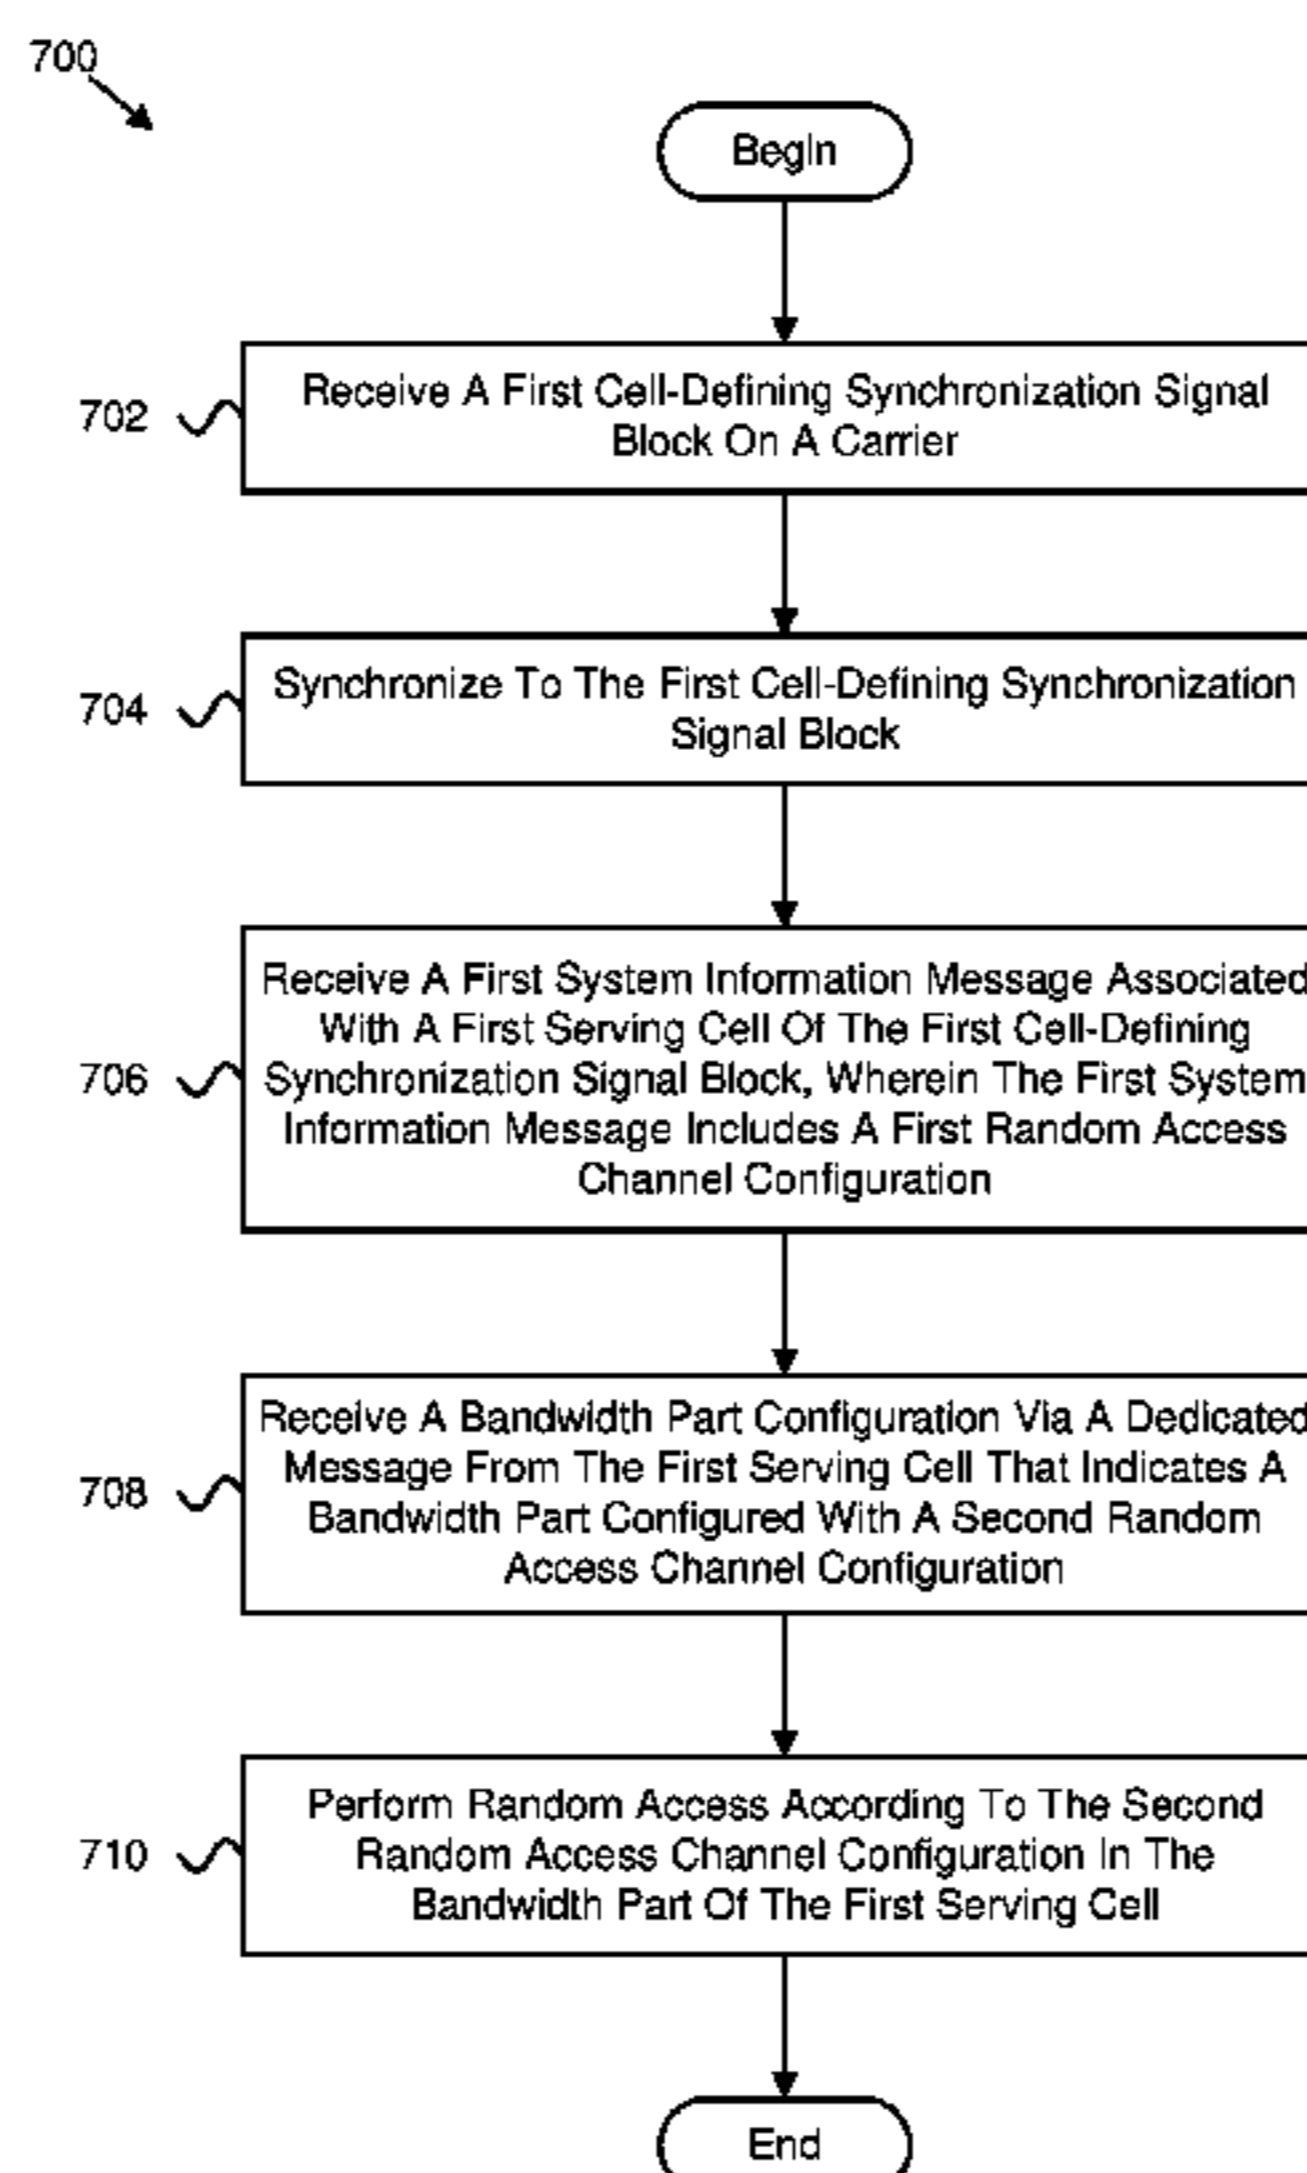 700
Begin
702
Receive A First Cell-Defining Synchronization Signal
Block On A Carrier
704
Synchronize To The First Cell-Defining Synchronization
Signal Block
706
Receive A First System Information Message Associated
With A First Serving Cell Of The First Cell-Defining
Synchronization Signal Block, Wherein The First System
Information Message Includes A First Random Access
Channel Configuration
708
Receive A Bandwidth Part Configuration Via A Dedicated
Message From The First Serving Cell That Indicates A
Bandwidth Part Configured With A Second Random
Access Channel Configuration
710
Perform Random Access According To The Second
Random Access Channel Configuration In The
Bandwidth Part Of The First Serving Cell
End